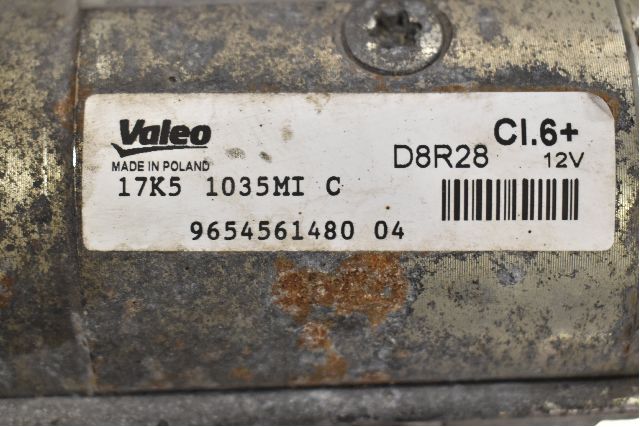 Valeo
MADE IN POLAND
D8R28
Cl.6+
12V
17K5 1035MI C
9654561480 04